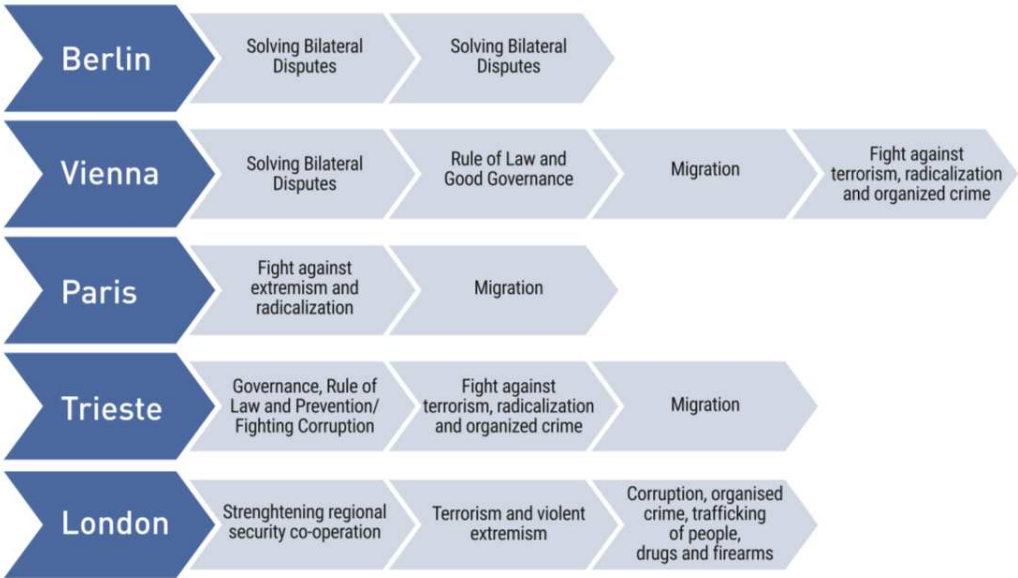 Berlin
Solving Bilateral
Disputes
Solving Bilateral
Disputes
Vienna
Solving Bilateral
Disputes
Rule of Law and
Good Governance
Migration
Fight against
terrorism, radicalization
and organized crime
Paris
Fight against
extremism and
radicalization
Migration
Trieste
Governance, Rule of
Law and Prevention/
Fighting Corruption
Fight against
terrorism, radicalization
and organized crime
Migration
London
Strenghtening regional
security co-operation
Terrorism and violent
extremism
Corruption, organised
crime, trafficking
of people,
drugs and firearms